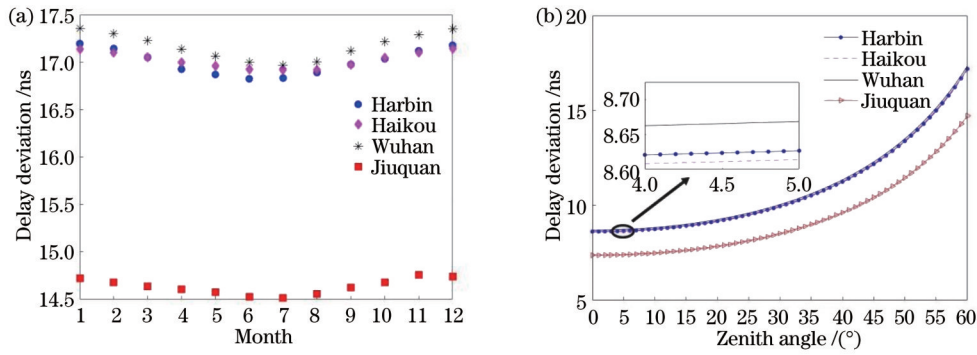 (a)
17.5
17.0
16.5
16.0
15.5
15.0
14.5
Delay deviation /ns
Harbin
Haikou
Wuhan
Jiuquan
1 2 3 4 5 6 7 8 9 10 11 12
Month
(b)
20
15
10
5
Delay deviation /ns
Harbin
Haikou
Wuhan
Jiuquan
8.70
8.65
8.60
4.0 4.5 5.0
0 5 10 15 20 25 30 35 40 45 50 55 60
Zenith angle /(°)